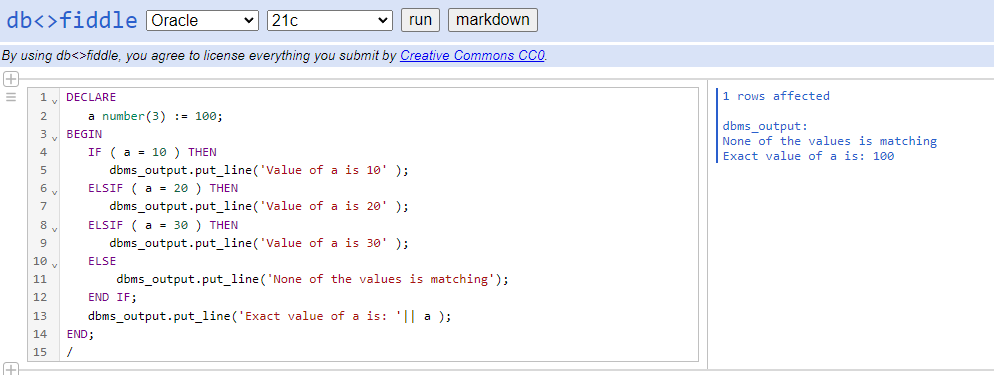 db<>fiddle Oracle 21c run markdown
By using db<>fiddle, you agree to license everything you submit by Creative Commons CC0.
1 DECLARE
2 a number(3) := 100;
3 BEGIN
4 IF ( a = 10 ) THEN
5 dbms_output.put_line('Value of a is 10' );
6 ELSIF ( a = 20 ) THEN
7 dbms_output.put_line('Value of a is 20' );
8 ELSIF ( a = 30 ) THEN
9 dbms_output.put_line('Value of a is 30' );
10 ELSE
11 dbms_output.put_line('None of the values is matching');
12 END IF;
13 dbms_output.put_line('Exact value of a is: '|| a );
14 END;
15 /
1 rows affected
dbms_output:
None of the values is matching
Exact value of a is: 100